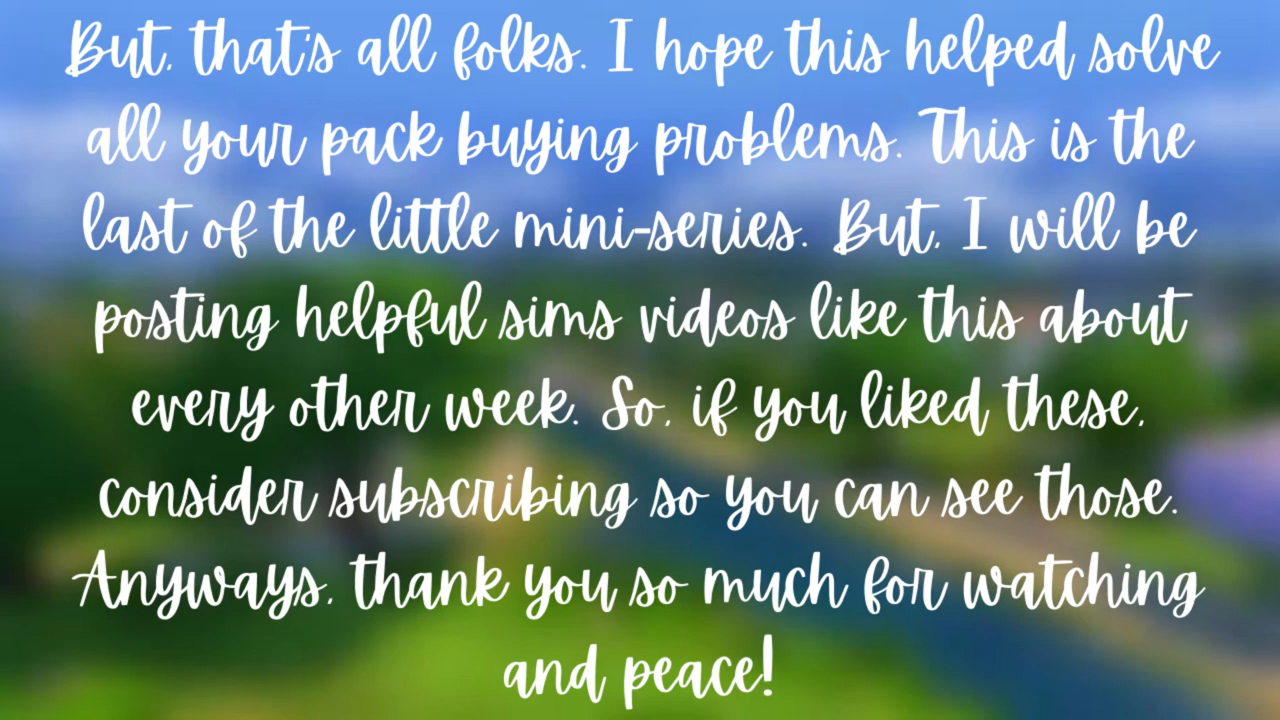 But, that's all folks. I hope this helped solve
all your pack buying problems. This is the
last of the little mini-series. But, I will be
posting helpful sims videos like this about
every other week. So, if you liked these,
consider subscribing so you can see those.
Anyways, thank you so much for watching
and peace!